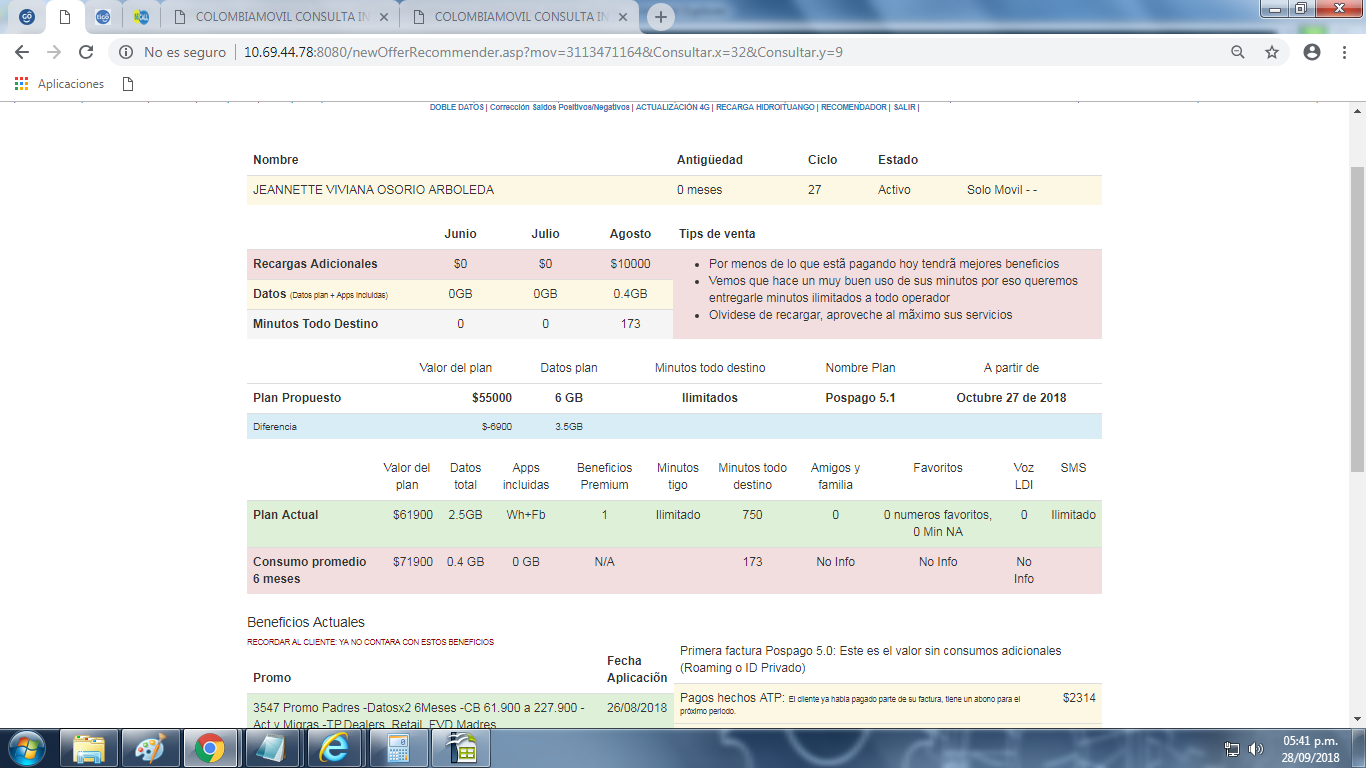 COLOMBIAMOVIL CONSULTA IN
COLOMBIAMOVIL CONSULTA IN
No es seguro | 10.69.44.78:8080/newOfferRecommender.asp?mov=3113471164&Consultar.x=32&Consultar.y=9
Aplicaciones
DOBLE DATOS | Corrección Saldos Positivos/Negativos | ACTUALIZACIÓN 4G | RECARGA HIDROITUANGO | RECOMENDADOR | SALIR |
Nombre Antigüedad Ciclo Estado
JEANNETTE VIVIANA OSORIO ARBOLEDA 0 meses 27 Activo Solo Movil - -
Junio Julio Agosto Tips de venta
Recargas Adicionales $0 $0 $10000
Datos (Datos plan + Apps Incluidas) 0GB 0GB 0.4GB
Minutos Todo Destino 0 0 173
Por menos de lo que estã pagando hoy tendrã mejores beneficios
Vemos que hace un muy buen uso de sus minutos por eso queremos
entregarle minutos ilimitados a todo operador
Olvidese de recargar, aproveche al mãximo sus servicios
Valor del plan Datos plan Minutos todo destino Nombre Plan A partir de
Plan Propuesto $55000 6 GB Ilimitados Pospago 5.1 Octubre 27 de 2018
Diferencia $-6900 3.5GB
Valor del Datos Apps Beneficios Minutos Minutos todo Amigos y Favoritos Voz SMS
plan total incluidas Premium tigo destino familia LDI
Plan Actual $61900 2.5GB Wh+Fb 1 Ilimitado 750 0 0 numeros favoritos, 0 Ilimitado
0 Min NA
Consumo promedio $71900 0.4 GB 0 GB N/A 173 No Info No Info No
6 meses Info
Beneficios Actuales
RECORDAR AL CLIENTE: YA NO CONTARA CON ESTOS BENEFICIOS
Fecha
Promo Aplicaciõn
3547 Promo Padres -Datosx2 6Meses -CB 61.900 a 227.900 - 26/08/2018
Act y Migras -TP.Dealers, Retail, FVD Madres
Primera factura Pospago 5.0: Este es el valor sin consumos adicionales
(Roaming o ID Privado)
Pagos hechos ATP: El cliente ya habia pagado parte de su factura, tiene un abono para el $2314
próximo periodo.
05:41 p.m.
28/09/2018